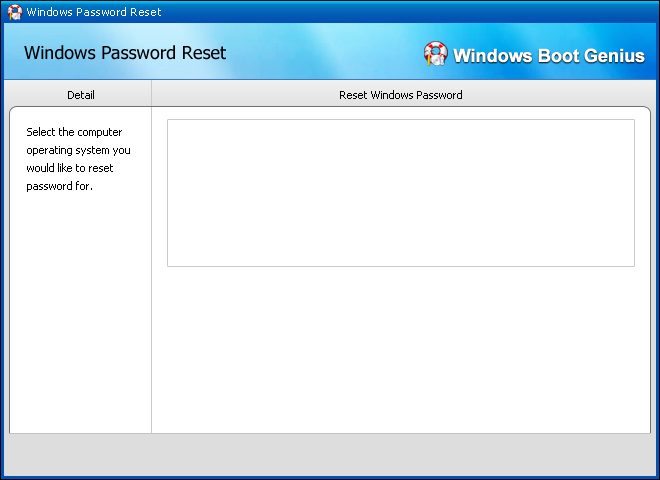 Windows Password Reset
Windows Password Reset
Windows Boot Genius
Detail
Reset Windows Password
Select the computer
operating system you
would like to reset
password for.